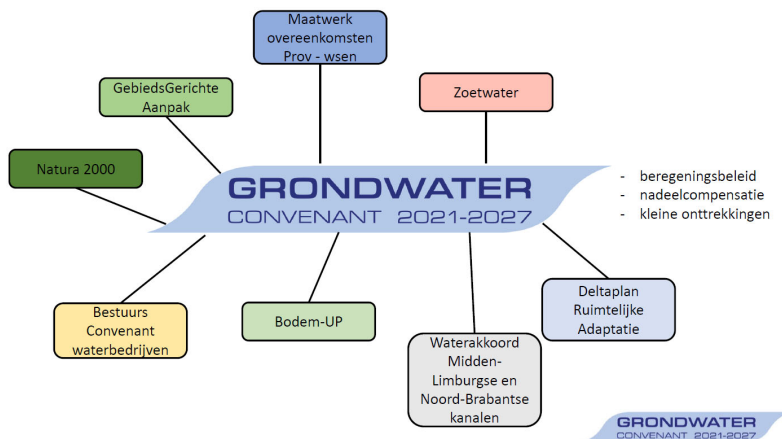 Maatwerk
overeenkomsten
Prov - wsen
GebiedsGerichte
Aanpak
Zoetwater
Natura 2000
GRONDWATER
CONVENANT 2021-2027
- beregeningsbeleid
- nadeelcompensatie
- kleine onttrekkingen
Bestuurs
Convenant
waterbedrijven
Bodem-UP
Waterakkoord
Midden-
Limburgse en
Noord-Brabantse
kanalen
Deltaplan
Ruimtelijke
Adaptatie
GRONDWATER
CONVENANT 2021-2027